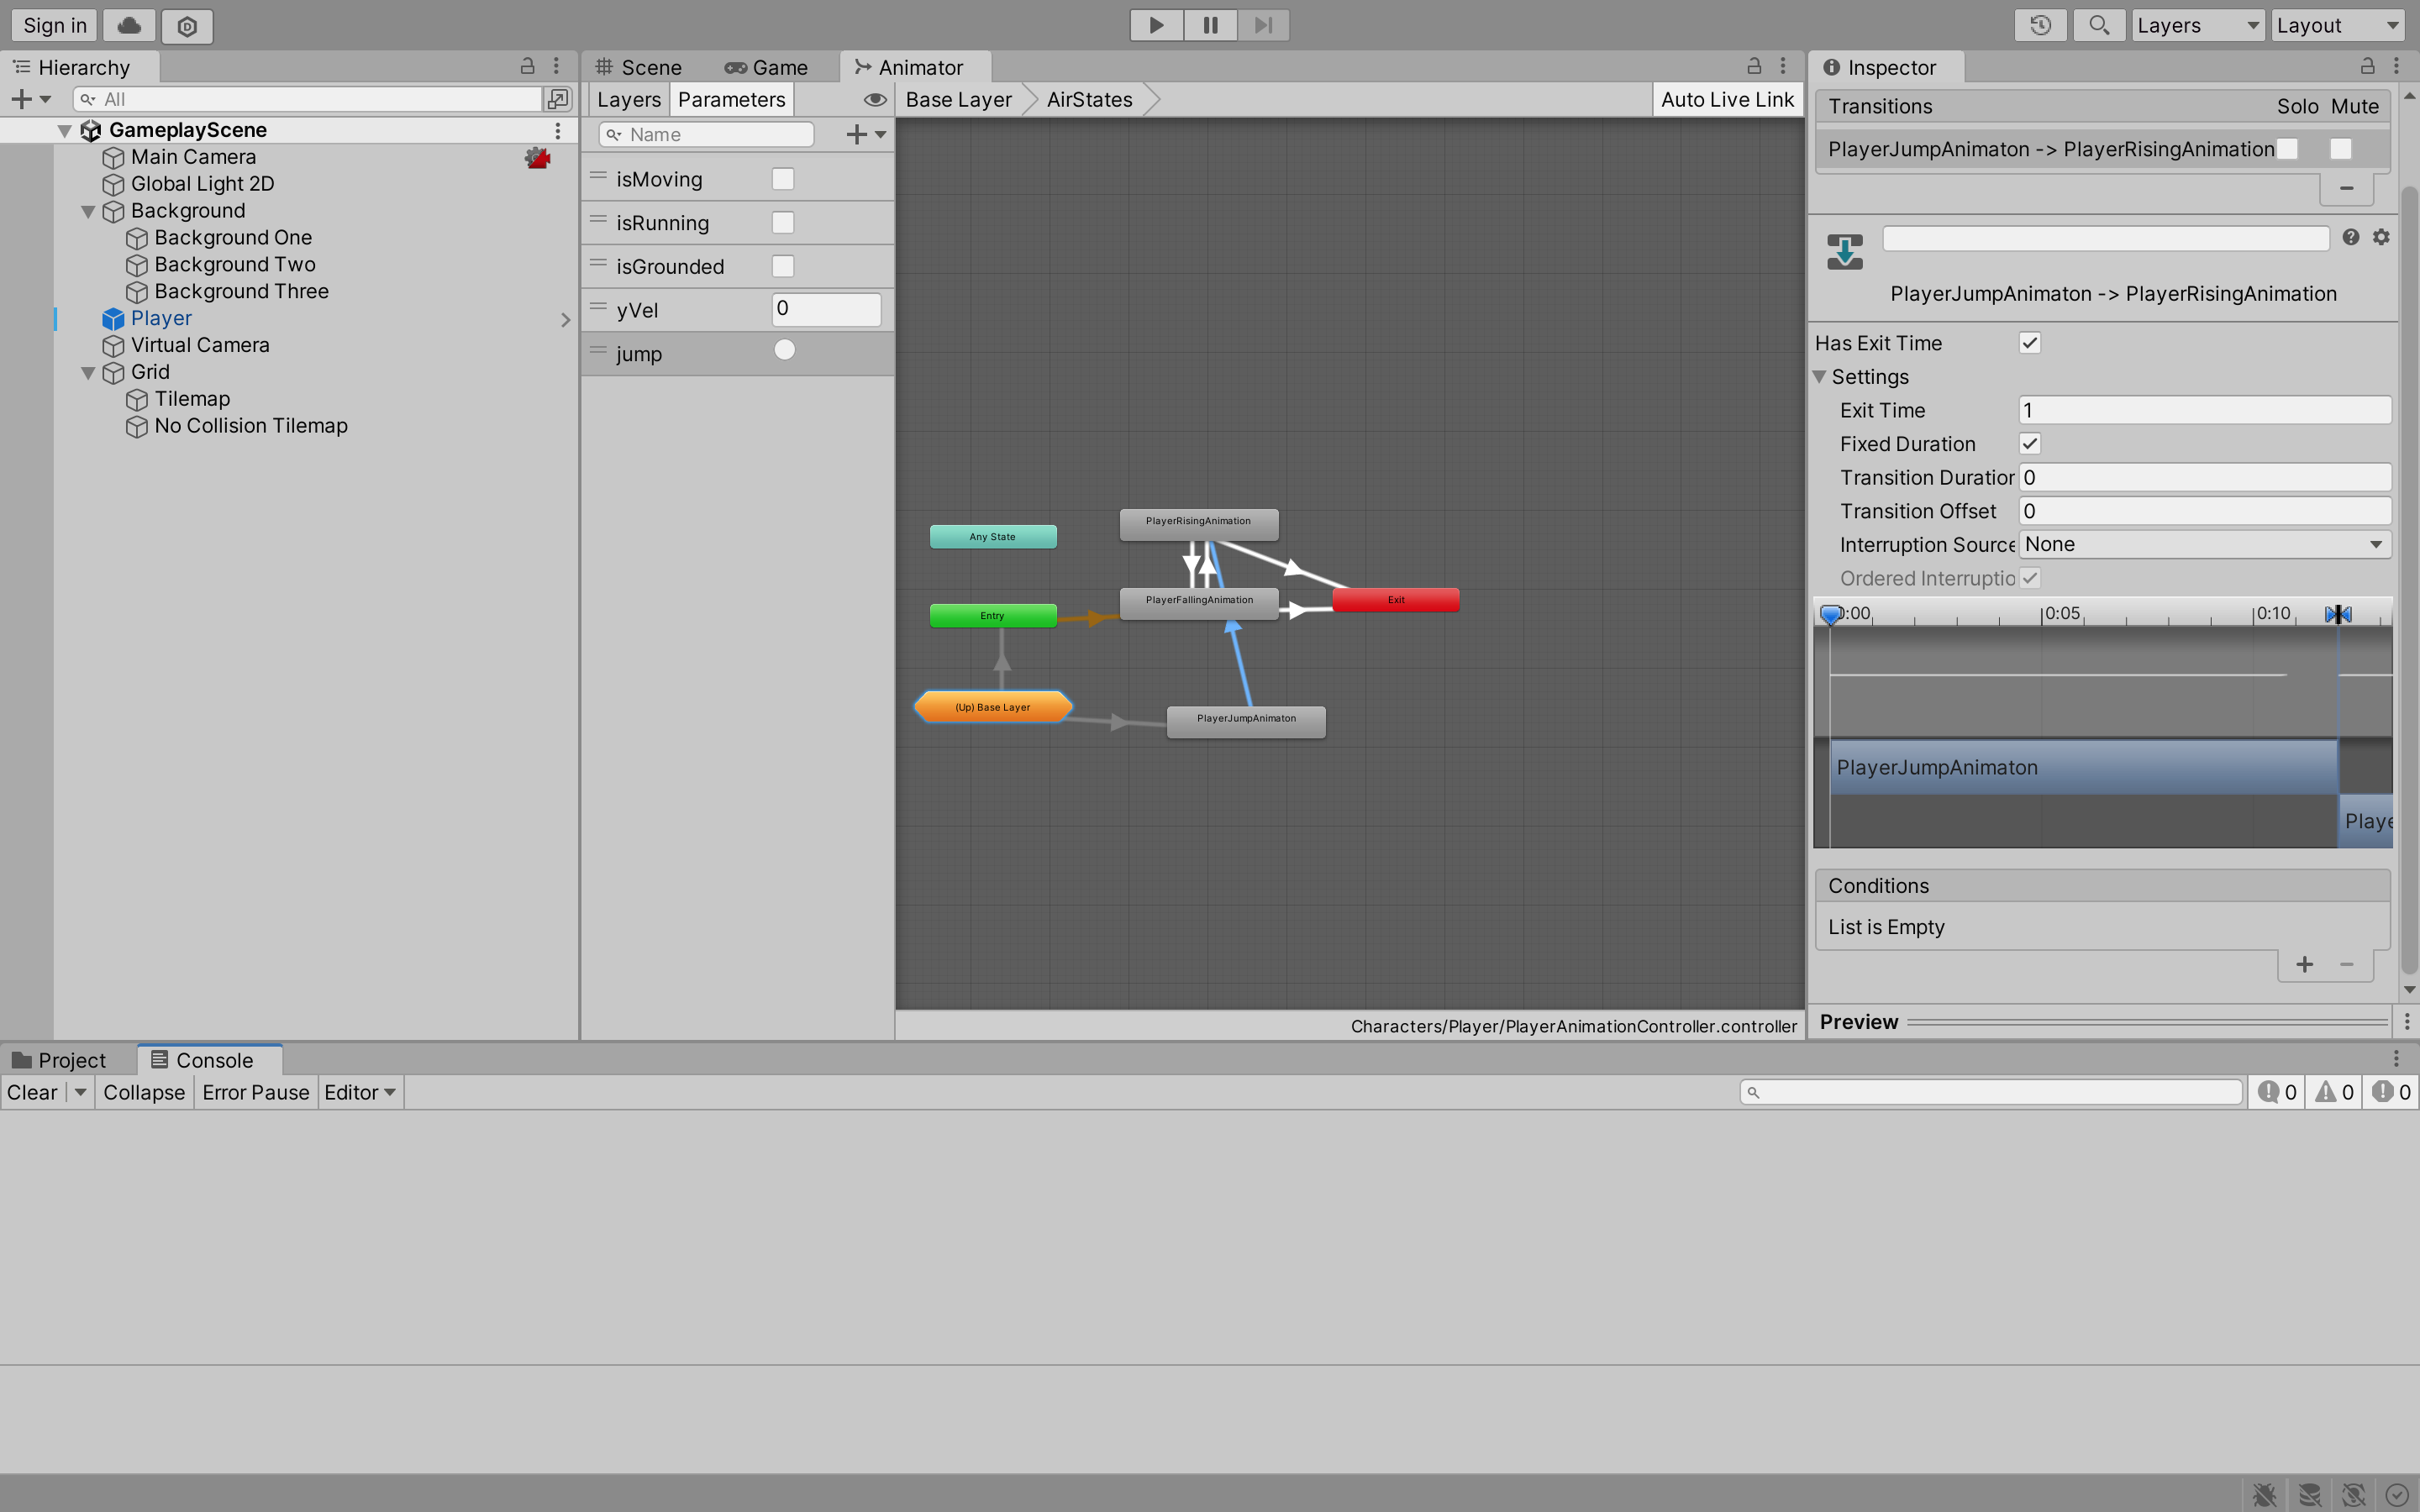 Sign in
Layers
Layout
Hierarchy
All
GameplayScene
Main Camera
Global Light 2D
Background
Background One
Background Two
Background Three
Player
Virtual Camera
Grid
Tilemap
No Collision Tilemap
Scene
Game
Animator
Layers
Parameters
Base Layer
AirStates
Auto Live Link
Name
isMoving
isRunning
isGrounded
yVel
0
jump
PlayerRisingAnimation
Any State
PlayerFallingAnimation
Exit
Entry
(Up) Base Layer
PlayerJumpAnimaton
Characters/Player/PlayerAnimationController.controller
Inspector
Transitions Solo Mute
PlayerJumpAnimaton -> PlayerRisingAnimation
PlayerJumpAnimaton -> PlayerRisingAnimation
Has Exit Time
Settings
Exit Time 1
Fixed Duration
Transition Duration 0
Transition Offset 0
Interruption Source None
Ordered Interruptio
0:00 0:05 0:10
PlayerJumpAnimaton
Playe
Conditions
List is Empty
Preview
Project
Console
Clear
Collapse
Error Pause
Editor
0 0 0